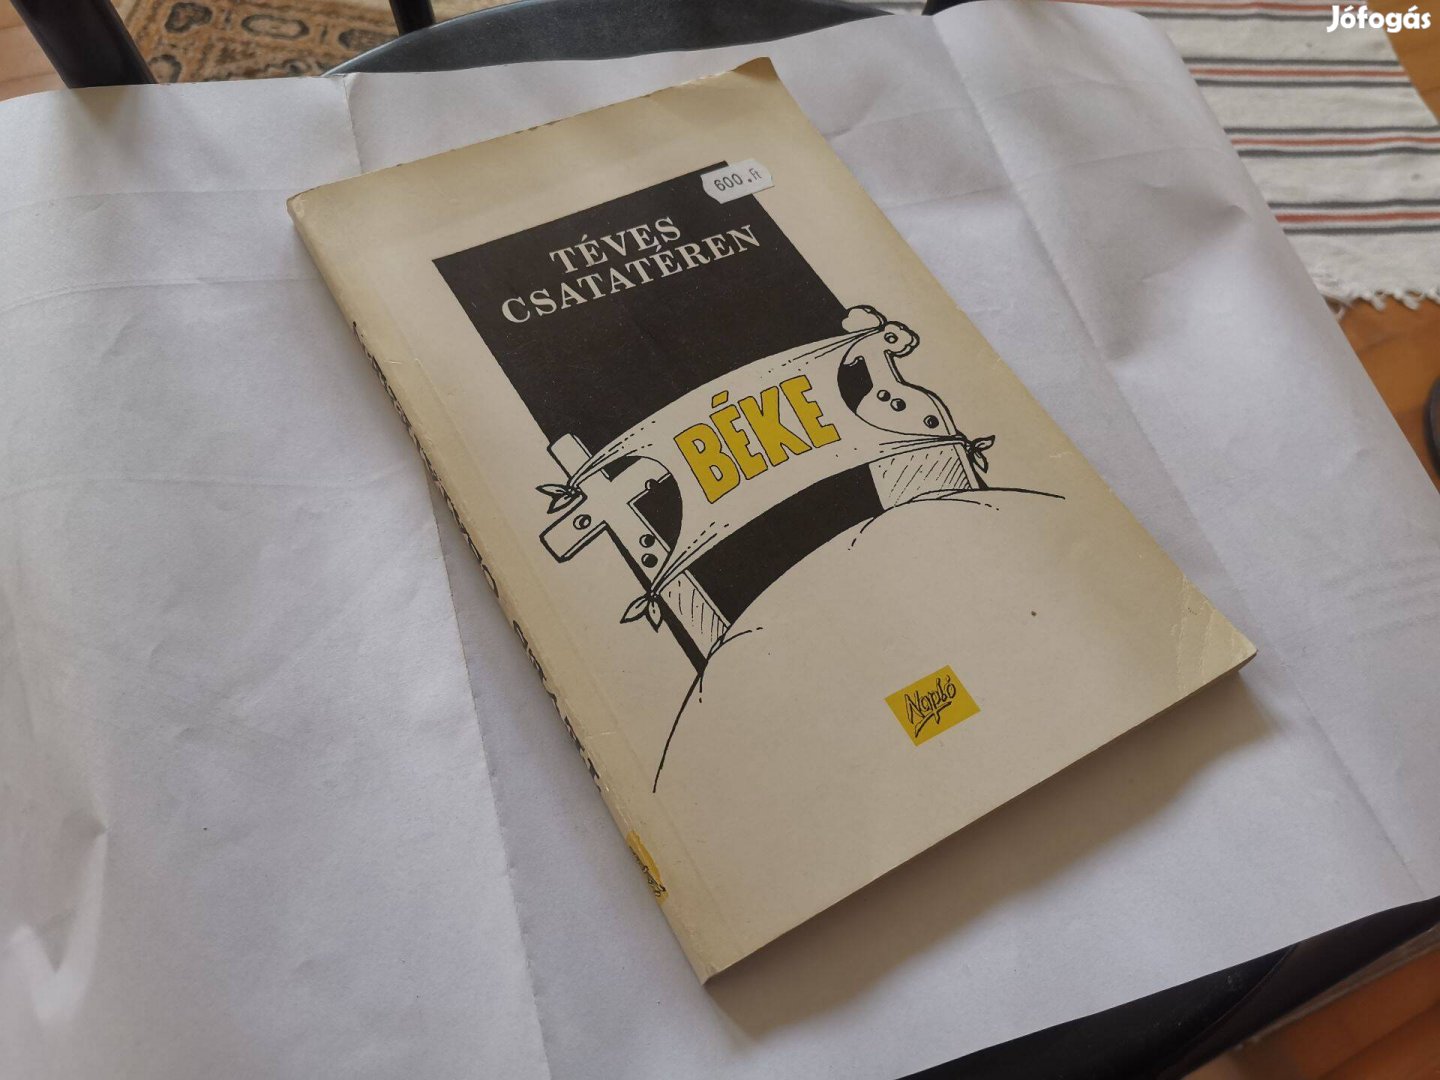 Jófogás
600.Ft
TÉVES
CSATATÉREN
BÉKE
Napló